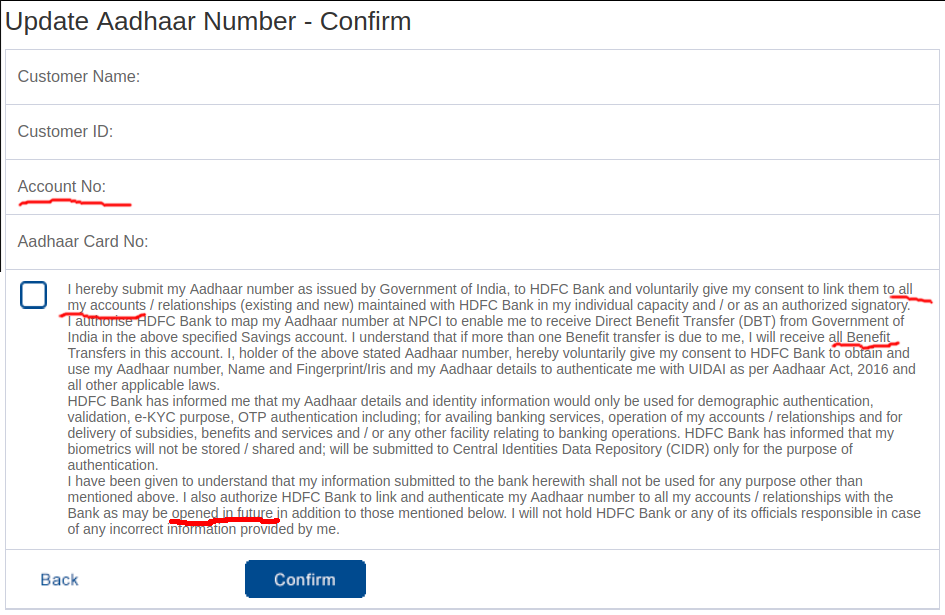 Update Aadhaar Number - Confirm
Customer Name:
Customer ID:
Account No:
Aadhaar Card No:
I hereby submit my Aadhaar number as issued by Government of India, to HDFC Bank and voluntarily give my consent to link them to all
my accounts / relationships (existing and new) maintained with HDFC Bank in my individual capacity and / or as an authorized signatory.
I authorise HDFC Bank to map my Aadhaar number at NPCI to enable me to receive Direct Benefit Transfer (DBT) from Government of
India in the above specified Savings account. I understand that if more than one Benefit transfer is due to me, I will receive all Benefit
Transfers in this account. I, holder of the above stated Aadhaar number, hereby voluntarily give my consent to HDFC Bank to obtain and
use my Aadhaar number, Name and Fingerprint/Iris and my Aadhaar details to authenticate me with UIDAI as per Aadhaar Act, 2016 and
all other applicable laws.
HDFC Bank has informed me that my Aadhaar details and identity information would only be used for demographic authentication,
validation, e-KYC purpose, OTP authentication including; for availing banking services, operation of my accounts / relationships and for
delivery of subsidies, benefits and services and / or any other facility relating to banking operations. HDFC Bank has informed that my
biometrics will not be stored / shared and; will be submitted to Central Identities Data Repository (CIDR) only for the purpose of
authentication.
I have been given to understand that my information submitted to the bank herewith shall not be used for any purpose other than
mentioned above. I also authorize HDFC Bank to link and authenticate my Aadhaar number to all my accounts / relationships with the
Bank as may be opened in future in addition to those mentioned below. I will not hold HDFC Bank or any of its officials responsible in case
of any incorrect information provided by me.
Back
Confirm